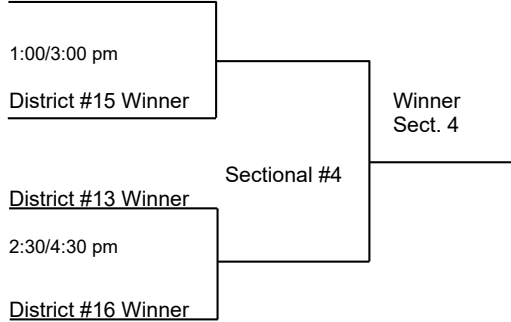 1:00/3:00 pm
District #15 Winner
Winner
Sect. 4
Sectional #4
District #13 Winner
2:30/4:30 pm
District #16 Winner